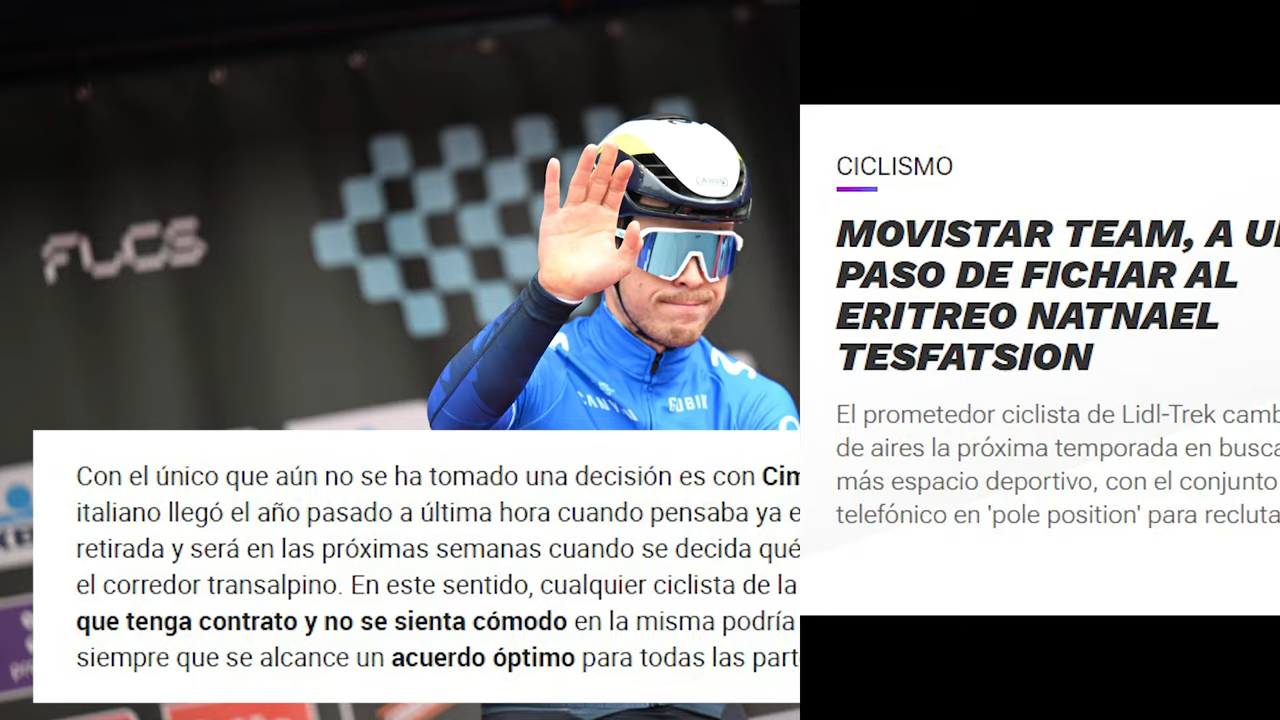 FLCS
ABUS
CANYON
GOBIK
Con el único que aún no se ha tomado una decisión es con Cim
italiano llegó el año pasado a última hora cuando pensaba ya e
retirada y será en las próximas semanas cuando se decida qué
el corredor transalpino. En este sentido, cualquier ciclista de la
que tenga contrato y no se sienta cómodo en la misma podría
siempre que se alcance un acuerdo óptimo para todas las part
CICLISMO
MOVISTAR TEAM, A U
PASO DE FICHAR AL
ERITREO NATNAEL
TESFATSION
El prometedor ciclista de Lidl-Trek camb
de aires la próxima temporada en busca
más espacio deportivo, con el conjunto
telefónico en 'pole position' para recluta